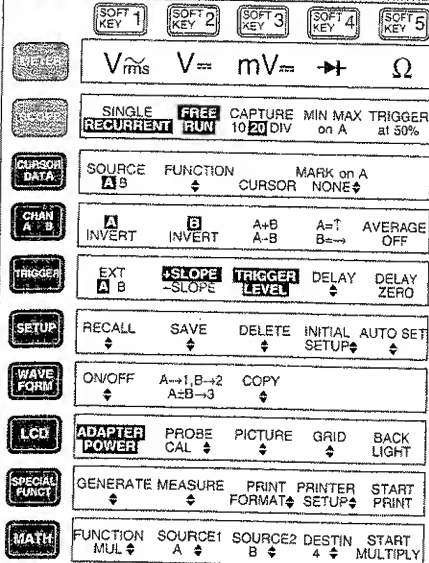 SOFT KEY 1 SOFT KEY 2 SOFT KEY 3 SOFT KEY 4 SOFT KEY 5
METER V~rms V⎓ mV⎓ Ω
SCOPE SINGLE FREE CAPTURE MIN MAX TRIGGER
RECURRENT RUN 10 20 DIV on A at 50%
CURSOR DATA SOURCE FUNCTION MARK on A
A B CURSOR NONE
CHAN A B A B A+B A=↑ AVERAGE
INVERT INVERT A-B B=→ OFF
TRIGGER EXT +SLOPE TRIGGER DELAY DELAY
A B -SLOPE LEVEL ZERO
SETUP RECALL SAVE DELETE INITIAL AUTO SET
SETUP
WAVE FORM ON/OFF A→1,B→2 COPY
A±B→3
LCD ADAPTER PROBE PICTURE GRID BACK
POWER CAL LIGHT
SPECIAL FUNCT GENERATE MEASURE PRINT PRINTER START
FORMAT SETUP PRINT
MATH FUNCTION SOURCE1 SOURCE2 DESTIN START
MUL A B 4 MULTIPLY